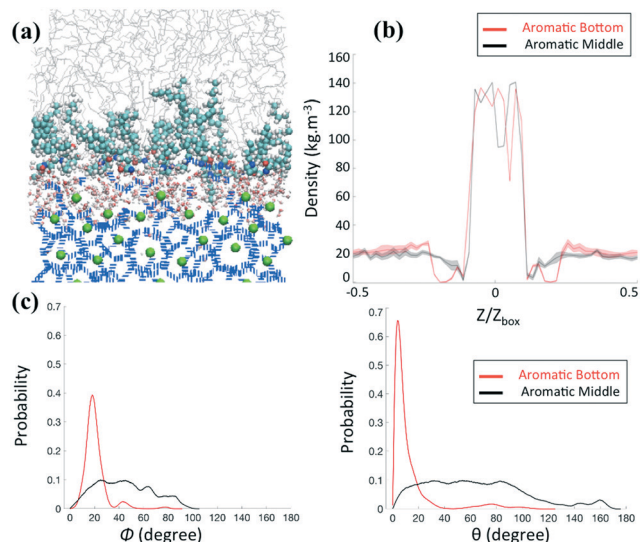 (a)
(b)
Aromatic Bottom
Aromatic Middle
Density (kg.m-3)
160
140
120
100
80
60
40
20
0
-0.5 0 0.5
Z/Zbox
(c)
Probability
0.7
0.6
0.5
0.4
0.3
0.2
0.1
0
0 20 40 60 80 100 120 140 160 180
Φ (degree)
Aromatic Bottom
Aromatic Middle
Probability
0.7
0.6
0.5
0.4
0.3
0.2
0.1
0
0 20 40 60 80 100 120 140 160 180
θ (degree)